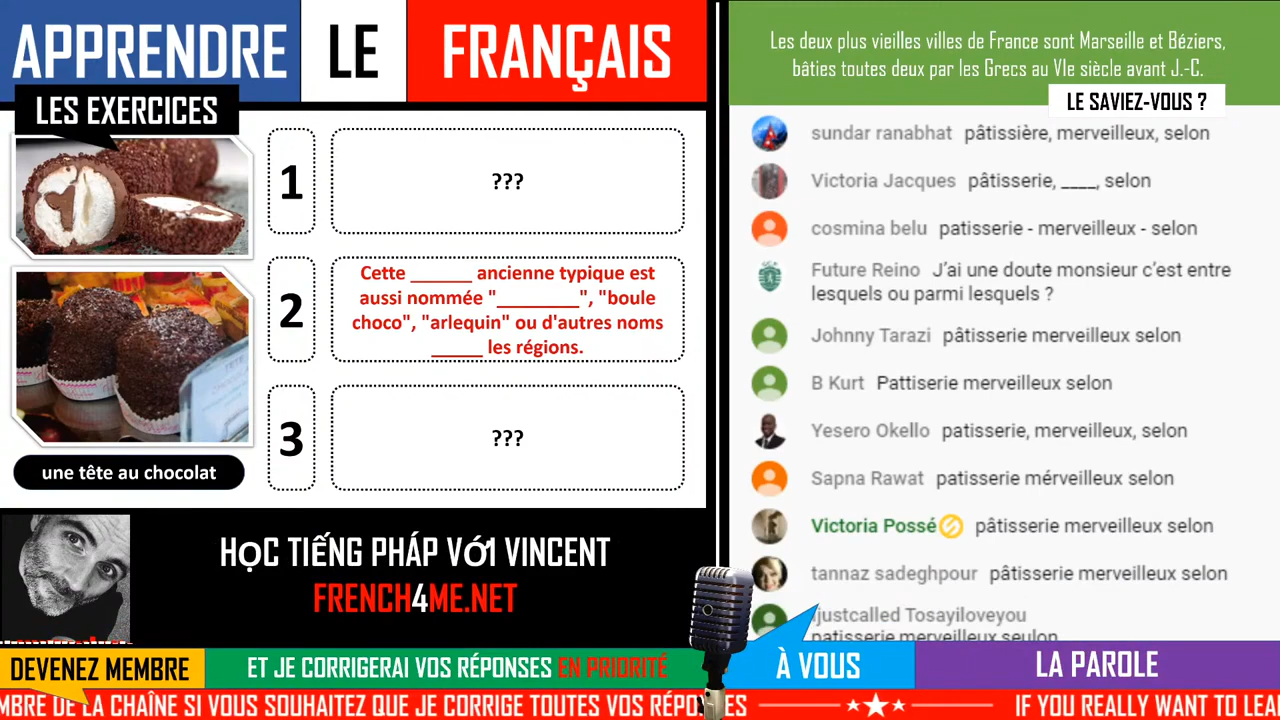 APPRENDRE LE FRANÇAIS
LES EXERCICES
1
???
2
Cette ______ ancienne typique est
aussi nommée "_________", "boule
choco", "arlequin" ou d'autres noms
_____ les régions.
3
???
une tête au chocolat
HỌC TIẾNG PHÁP VỚI VINCENT
FRENCH4ME.NET
Les deux plus vieilles villes de France sont Marseille et Béziers,
bâties toutes deux par les Grecs au VIe siècle avant J.-C.
LE SAVIEZ-VOUS ?
sundar ranabhat pâtissière, merveilleux, selon
Victoria Jacques pâtisserie, ____, selon
cosmina belu patisserie - merveilleux - selon
Future Reino J’ai une doute monsieur c’est entre
lesquels ou parmi lesquels ?
Johnny Tarazi pâtisserie merveilleux selon
B Kurt Pattiserie merveilleux selon
Yesero Okello patisserie, merveilleux, selon
Sapna Rawat patisserie mérveilleux selon
Victoria Possé pâtisserie merveilleux selon
tannaz sadeghpour pâtisserie merveilleux selon
ijustcalled Tosayiloveyou
patisserie merveilleux seulon
DEVENEZ MEMBRE
ET JE CORRIGERAI VOS RÉPONSES EN PRIORITÉ
À VOUS
LA PAROLE
MBRE DE LA CHAÎNE SI VOUS SOUHAITEZ QUE JE CORRIGE TOUTES VOS RÉPONSES
IF YOU REALLY WANT TO LEA